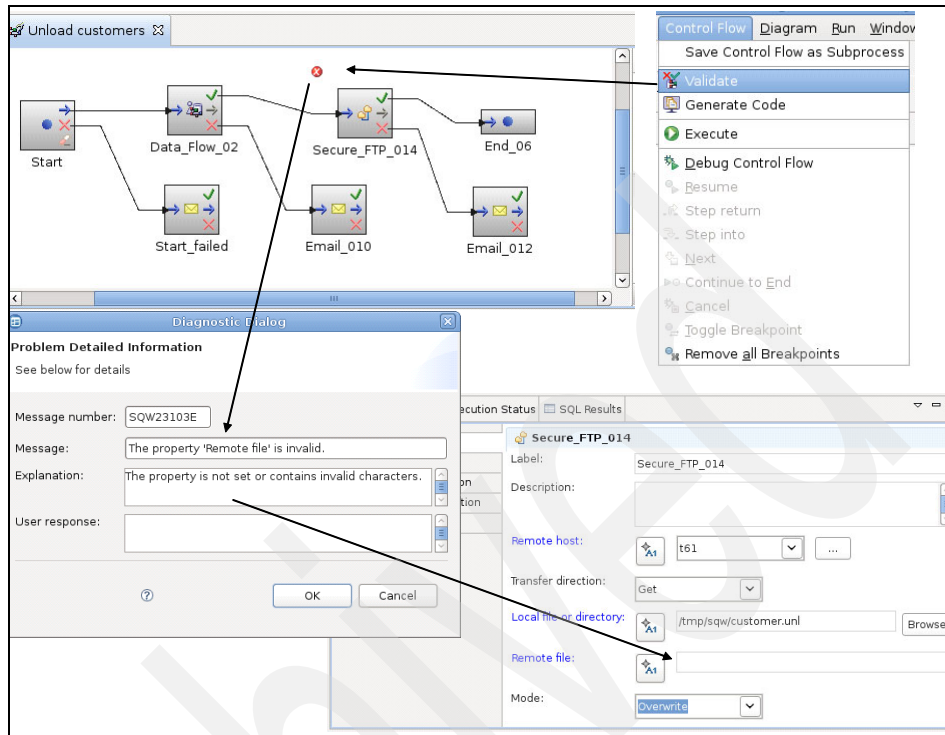 Unload customers
Start
Data_Flow_02
Secure_FTP_014
End_06
Start_failed
Email_010
Email_012
Control Flow Diagram Run Window
Save Control Flow as Subprocess
Validate
Generate Code
Execute
Debug Control Flow
Resume
Step return
Step into
Next
Continue to End
Cancel
Toggle Breakpoint
Remove all Breakpoints
Diagnostic Dialog
Problem Detailed Information
See below for details
Message number: SQW23103E
Message: The property 'Remote file' is invalid.
Explanation: The property is not set or contains invalid characters.
User response:
OK Cancel
ecution Status SQL Results
on
tion
Secure_FTP_014
Label: Secure_FTP_014
Description:
Remote host: t61 ...
Transfer direction: Get
Local file or directory: /tmp/sqw/customer.unl Browse
Remote file:
Mode: Overwrite